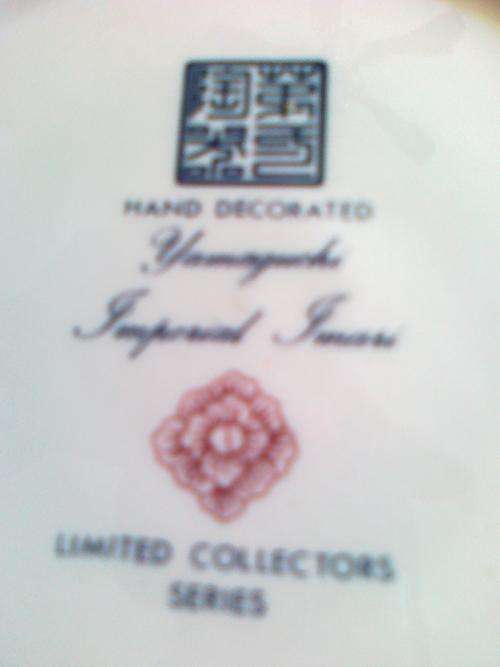 HAND DECORATED
Yamaguchi
Imperial Imari
LIMITED COLLECTORS
SERIES